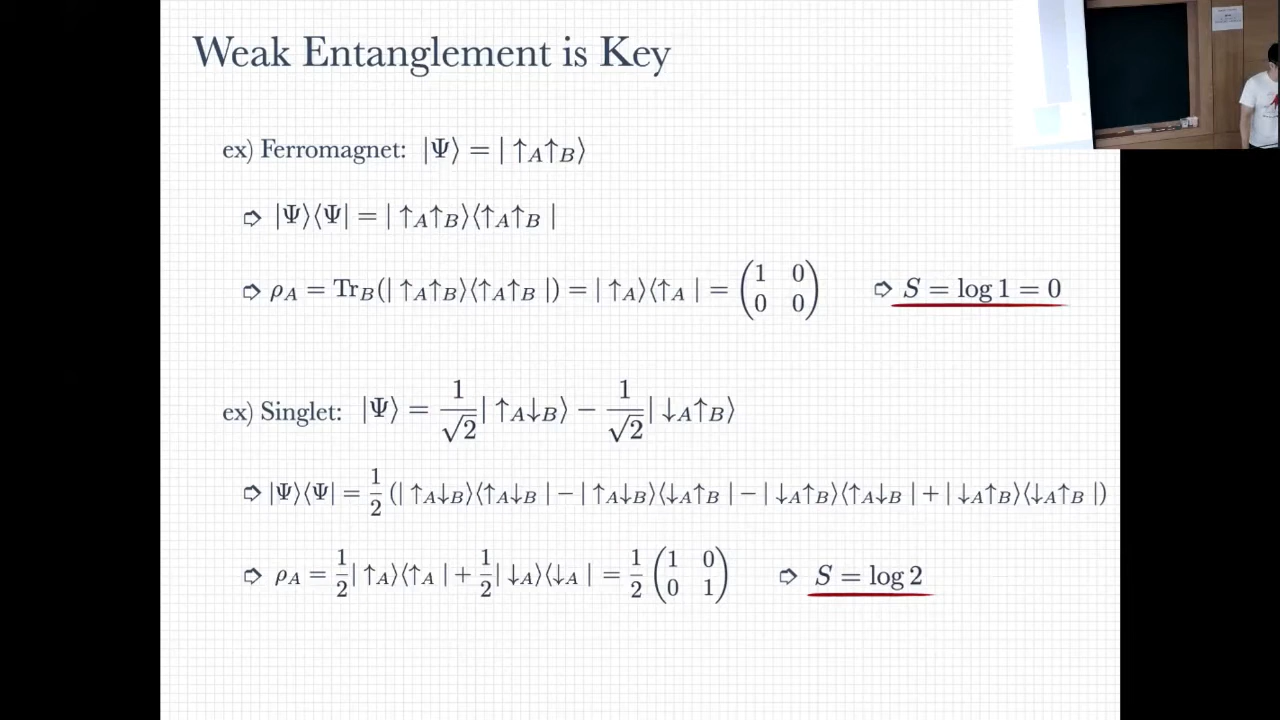 Weak Entanglement is Key
ex) Ferromagnet: |Ψ⟩ = | ↑_A↑_B⟩
➩ |Ψ⟩⟨Ψ| = | ↑_A↑_B⟩⟨↑_A↑_B |
➩ ρ_A = Tr_B(| ↑_A↑_B⟩⟨↑_A↑_B |) = | ↑_A⟩⟨↑_A | = (1 0; 0 0) ➩ S = log 1 = 0
ex) Singlet: |Ψ⟩ = 1/√2 | ↑_A↓_B⟩ − 1/√2 | ↓_A↑_B⟩
➩ |Ψ⟩⟨Ψ| = 1/2 (| ↑_A↓_B⟩⟨↑_A↓_B | − | ↑_A↓_B⟩⟨↓_A↑_B | − | ↓_A↑_B⟩⟨↑_A↓_B | + | ↓_A↑_B⟩⟨↓_A↑_B |)
➩ ρ_A = 1/2 | ↑_A⟩⟨↑_A | + 1/2 | ↓_A⟩⟨↓_A | = 1/2 (1 0; 0 1) ➩ S = log 2